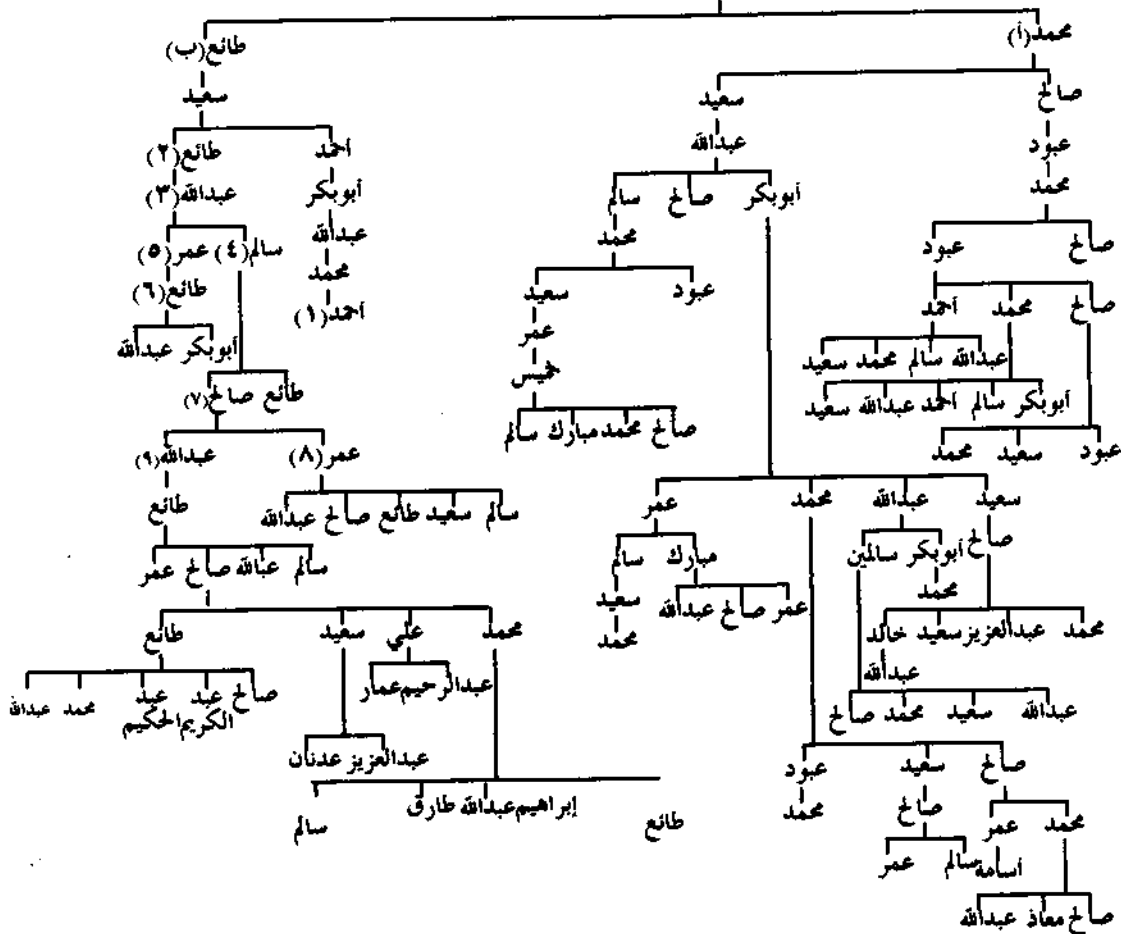 محمد (أ) طائع (ب)
صالح سعيد سعيد
عبود عبدالله أحمد طائع (٢)
محمد أبوبكر صالح سالم أبوبكر عبدالله (٣)
صالح عبود محمد عبدالله سالم (٤) عمر (٥)
صالح محمد أحمد عبود سعيد محمد طائع (٦)
عمر أحمد (١)
عبدالله سالم محمد سعيد أبوبكر عبدالله
أبوبكر سالم أحمد عبدالله سعيد خميس طائع صالح (٧)
عبود سعيد محمد صالح محمد مبارك سالم عمر (٨) عبدالله (٩)
سعيد عبدالله محمد عمر سالم سعيد طائع صالح عبدالله طائع
صالح أبوبكر سالمين مبارك سالم سالم عبدالله صالح عمر
محمد عمر صالح عبدالله سعيد
محمد عبدالعزيز سعيد خالد محمد محمد علي سعيد طائع
عبدالله عبدالرحيم عمار صالح عبد الكريم عبد الحكيم محمد عبدالله
عبدالله سعيد محمد صالح
صالح سعيد عبود عبدالعزيز عدنان
محمد عمر صالح محمد طائع إبراهيم عبدالله طارق سالم
أسامة سالم عمر
صالح معاذ عبدالله